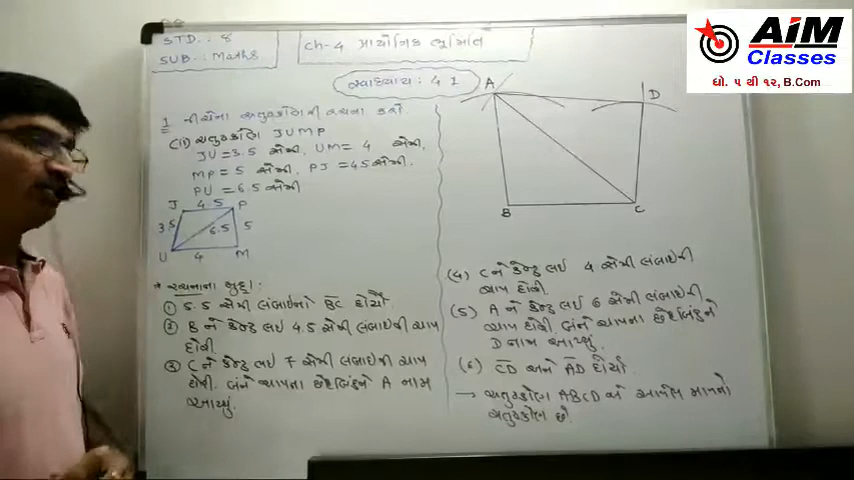 STD. : 8
SUB. : Maths
Ch-4 પ્રાયોગિક ભૂમિતિ
સ્વાધ્યાય : 4.1
1 નીચેના ચતુષ્કોણની રચના કરો.
(ii) ચતુષ્કોણ JUMP
JU = 3.5 સેમી, UM = 4 સેમી,
MP = 5 સેમી, PJ = 4.5 સેમી.
PU = 6.5 સેમી
J 4.5 P
3.5 6.5 5
U 4 M
* રચનાના મુદ્દા:
① 5.5 સેમી લંબાઈનો BC દોર્યો.
② B ને કેન્દ્ર લઈ 4.5 સેમી લંબાઈની ચાપ
દોરી.
③ C ને કેન્દ્ર લઈ 7 સેમી લંબાઈની ચાપ
દોરી. બંને ચાપના છેદબિંદુને A નામ
આપ્યું.
A D
B C
(4) C ને કેન્દ્ર લઈ 4 સેમી લંબાઈની
ચાપ દોરી.
(5) A ને કેન્દ્ર લઈ 6 સેમી લંબાઈની
ચાપ દોરી. બંને ચાપના છેદબિંદુને
D નામ આપ્યું.
(6) CD અને AD દોર્યા.
→ ચતુષ્કોણ ABCD એ આપેલ માપનો
ચતુષ્કોણ છે.
AiM
Classes
ધો. ૫ થી ૧૨, B.Com